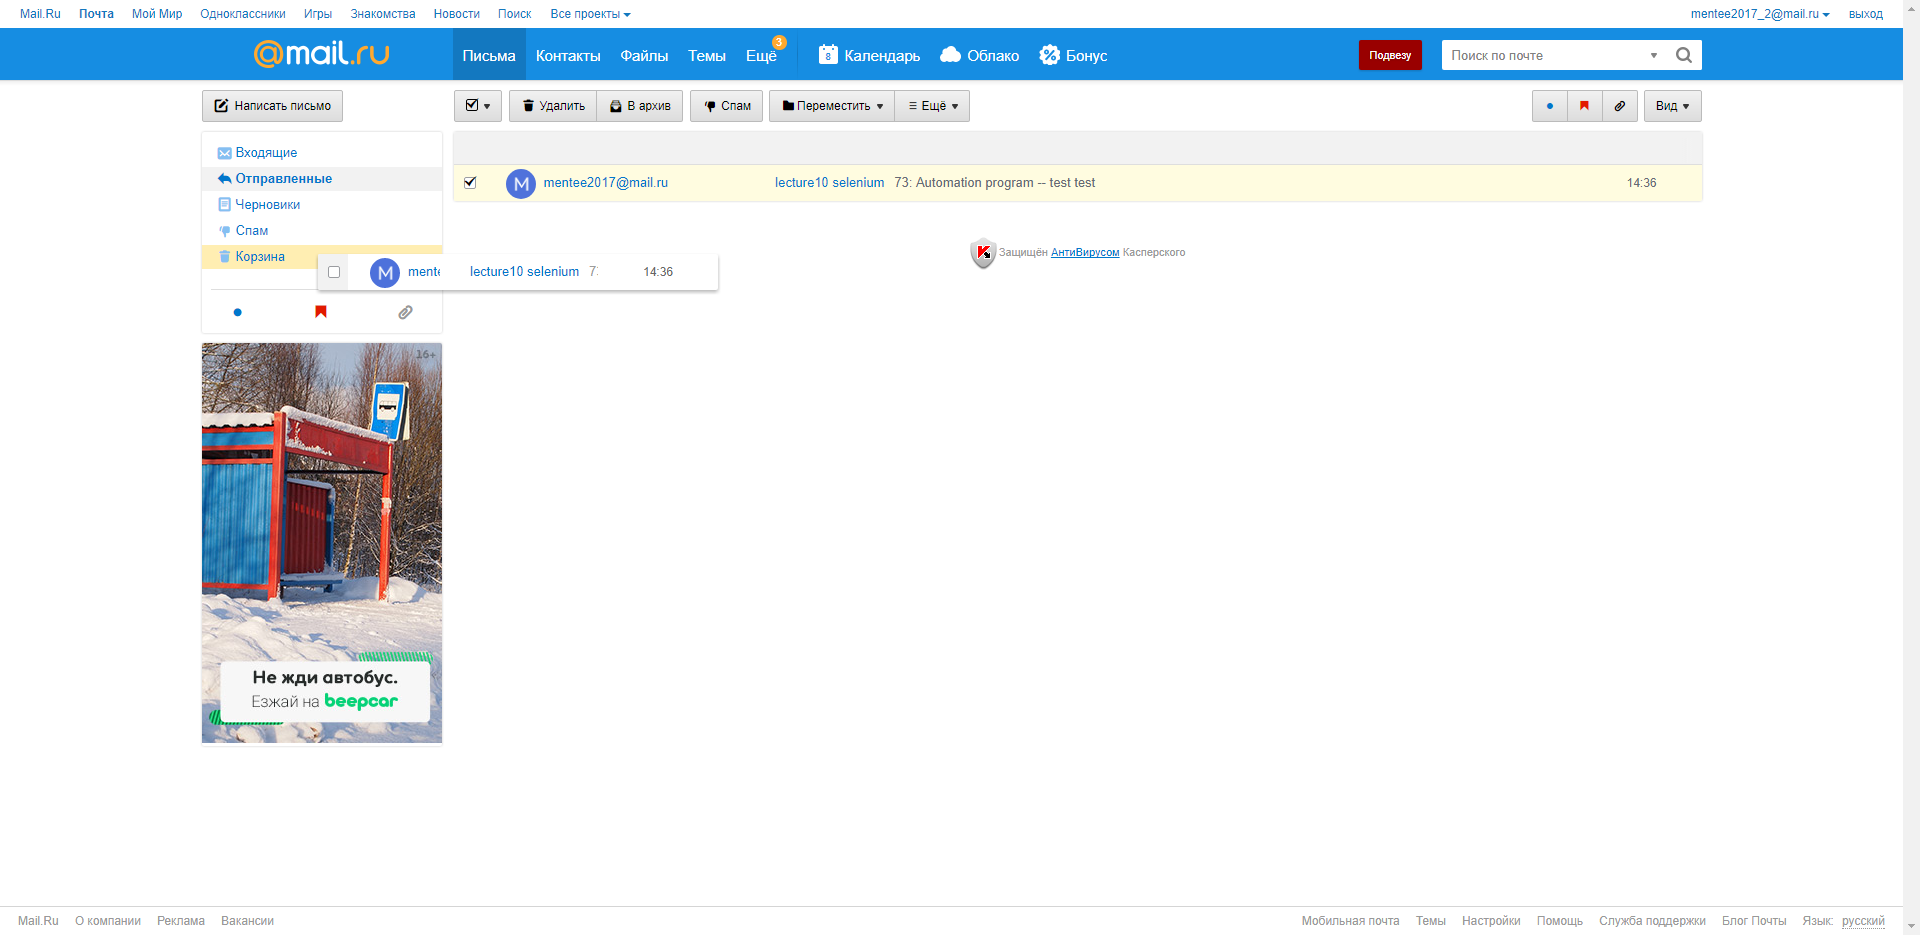 Mail.Ru Почта Мой Мир Одноклассники Игры Знакомства Новости Поиск Все проекты mentee2017_2@mail.ru выход
@mail.ru Письма Контакты Файлы Темы Ещё 3 8 Календарь Облако Бонус Подвезу Поиск по почте
Написать письмо Удалить В архив Спам Переместить Ещё Вид
Входящие
Отправленные
Черновики
Спам
Корзина
M mentee2017@mail.ru lecture10 selenium 73: Automation program -- test test 14:36
Защищён АнтиВирусом Касперского
M mente lecture10 selenium 73 14:36
16+
Не жди автобус.
Езжай на beepcar
Mail.Ru О компании Реклама Вакансии Мобильная почта Темы Настройки Помощь Служба поддержки Блог Почты Язык: русский